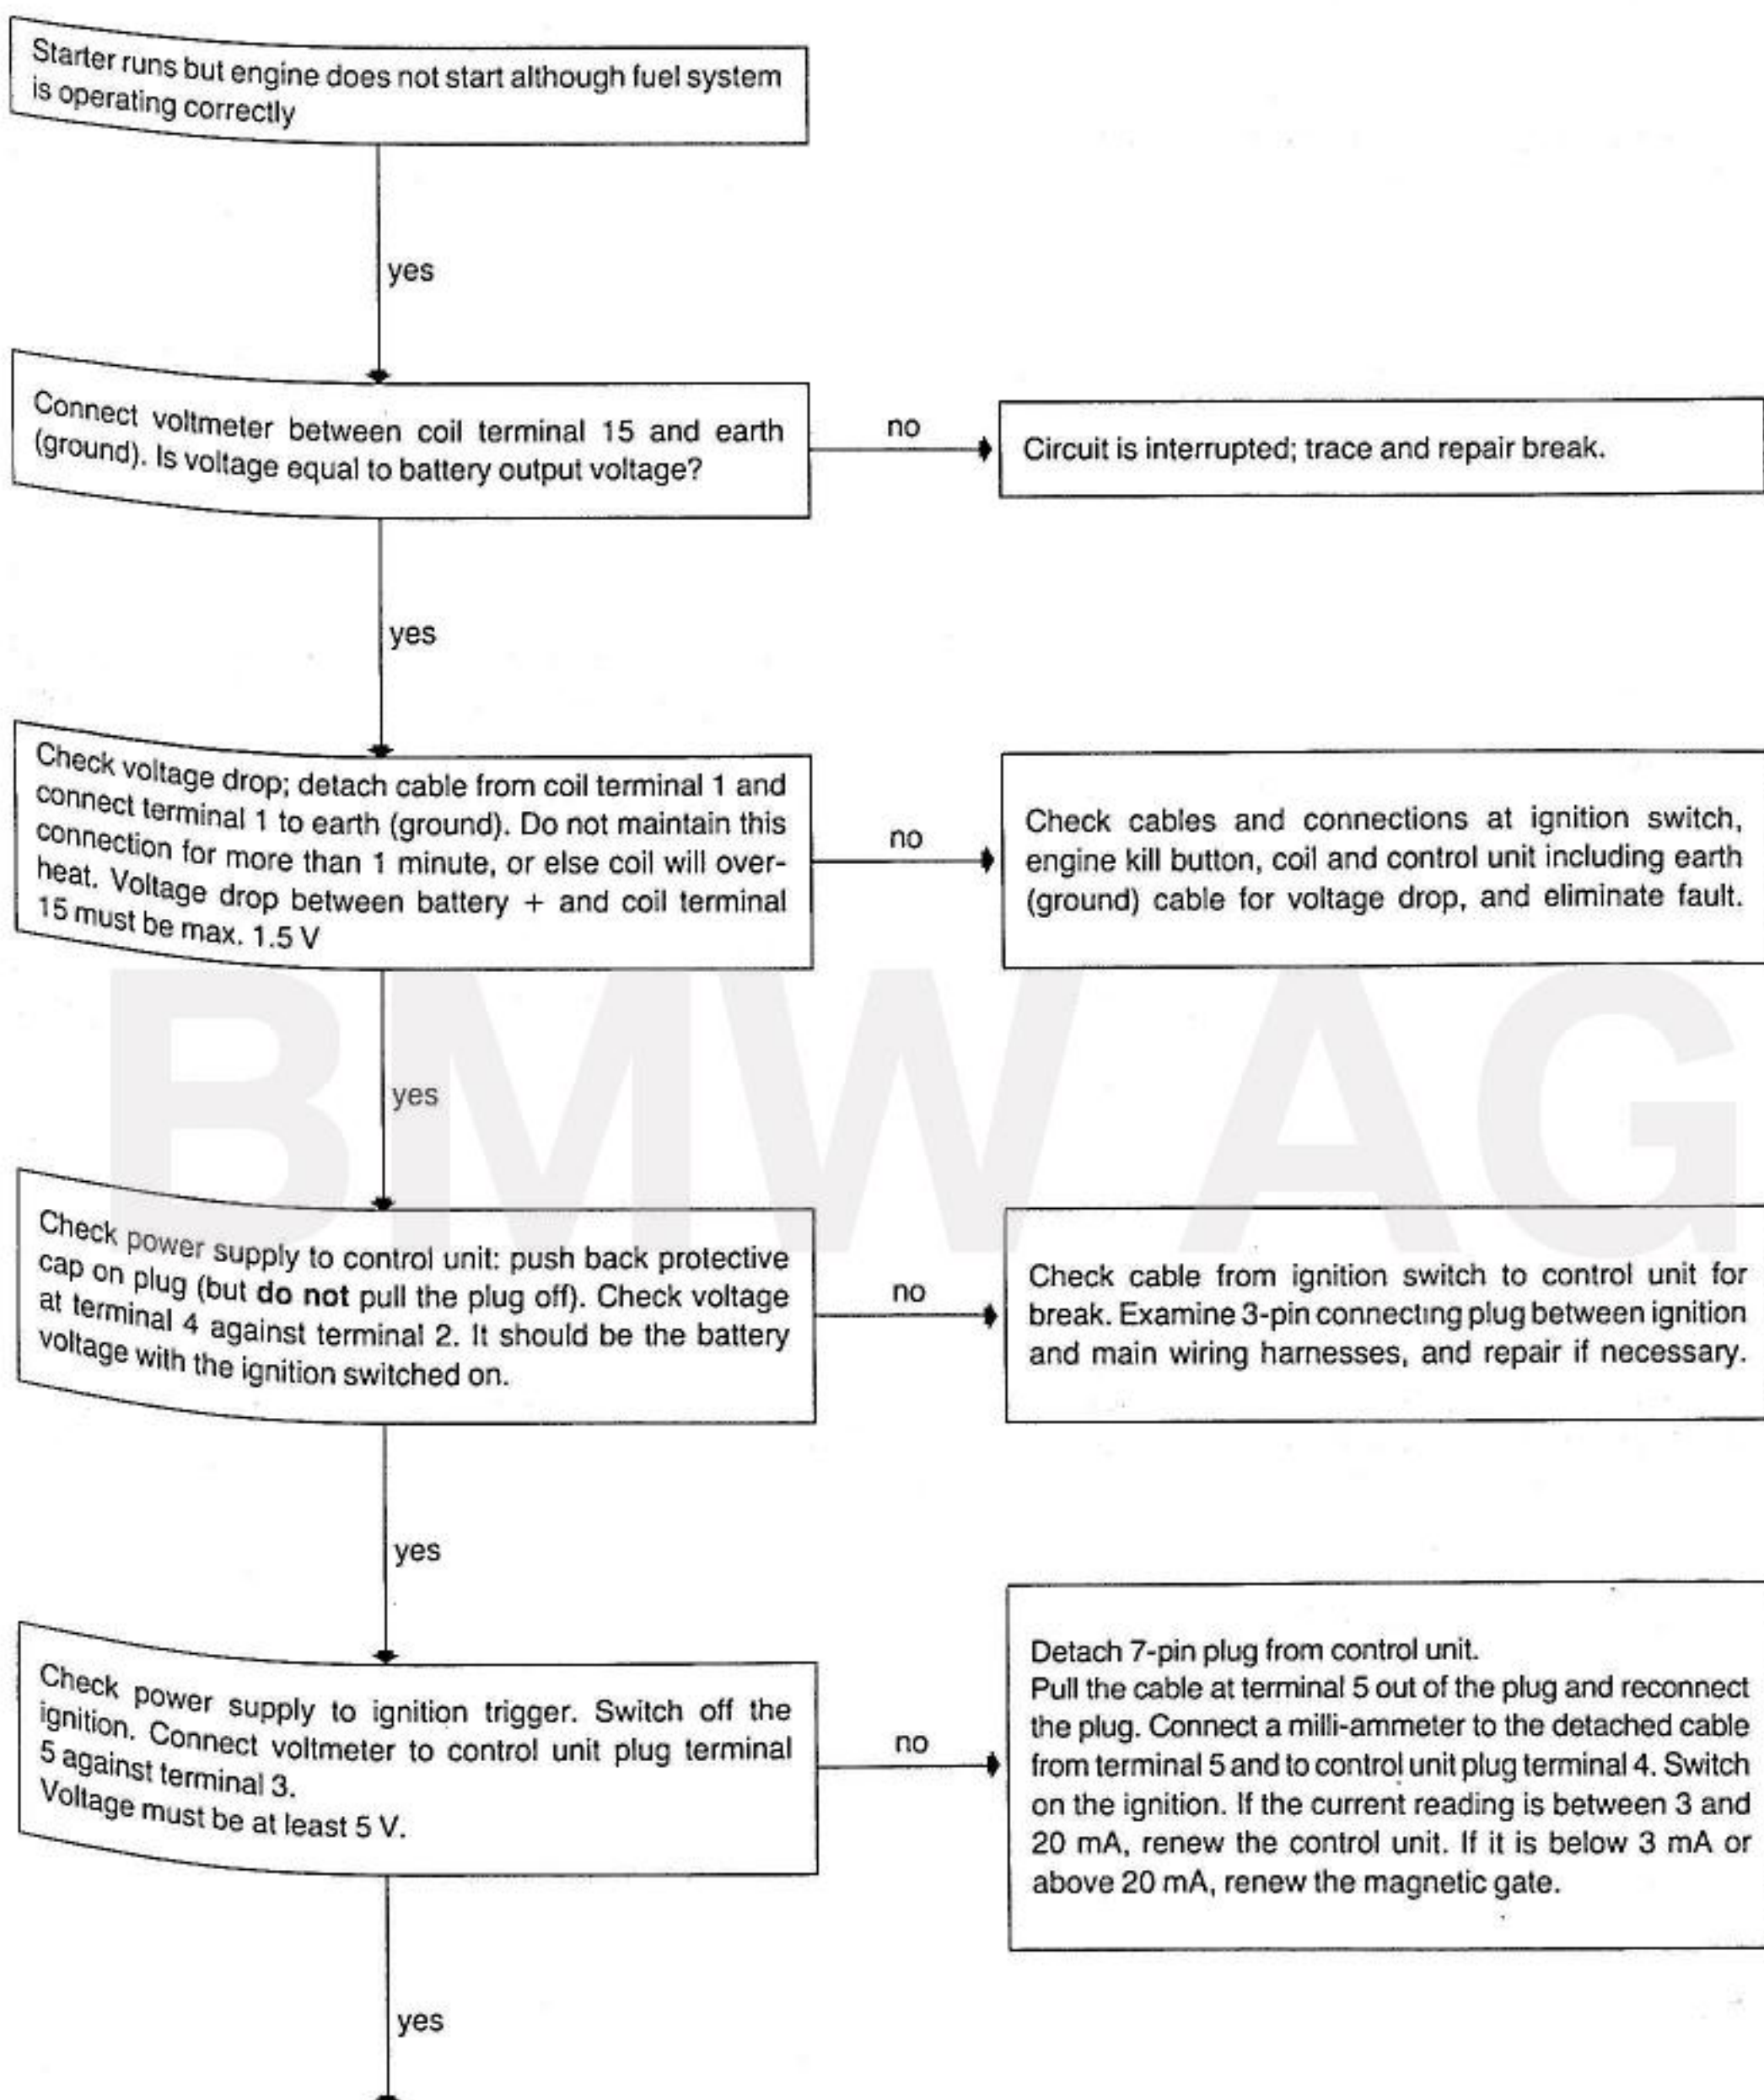 Starter runs but engine does not start although fuel system
is operating correctly
yes
Connect voltmeter between coil terminal 15 and earth
(ground). Is voltage equal to battery output voltage?
no
Circuit is interrupted; trace and repair break.
yes
Check voltage drop; detach cable from coil terminal 1 and
connect terminal 1 to earth (ground). Do not maintain this
connection for more than 1 minute, or else coil will over-
heat. Voltage drop between battery + and coil terminal
15 must be max. 1.5 V
no
Check cables and connections at ignition switch,
engine kill button, coil and control unit including earth
(ground) cable for voltage drop, and eliminate fault.
BMW AG
yes
Check power supply to control unit: push back protective
cap on plug (but do not pull the plug off). Check voltage
at terminal 4 against terminal 2. It should be the battery
voltage with the ignition switched on.
no
Check cable from ignition switch to control unit for
break. Examine 3-pin connecting plug between ignition
and main wiring harnesses, and repair if necessary.
yes
Check power supply to ignition trigger. Switch off the
ignition. Connect voltmeter to control unit plug terminal
5 against terminal 3.
Voltage must be at least 5 V.
no
Detach 7-pin plug from control unit.
Pull the cable at terminal 5 out of the plug and reconnect
the plug. Connect a milli-ammeter to the detached cable
from terminal 5 and to control unit plug terminal 4. Switch
on the ignition. If the current reading is between 3 and
20 mA, renew the control unit. If it is below 3 mA or
above 20 mA, renew the magnetic gate.
yes